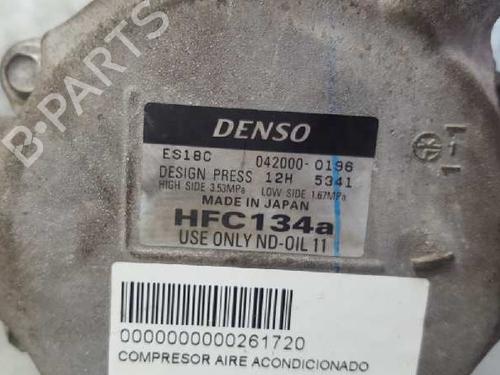 B-PARTS
DENSO
ES18C 042000-0196
DESIGN PRESS 12H 5341
HIGH SIDE 3.53MPa LOW SIDE 1.67MPa
MADE IN JAPAN
HFC134a
USE ONLY ND-OIL 11
0000000000261720
COMPRESOR AIRE ACONDICIONADO